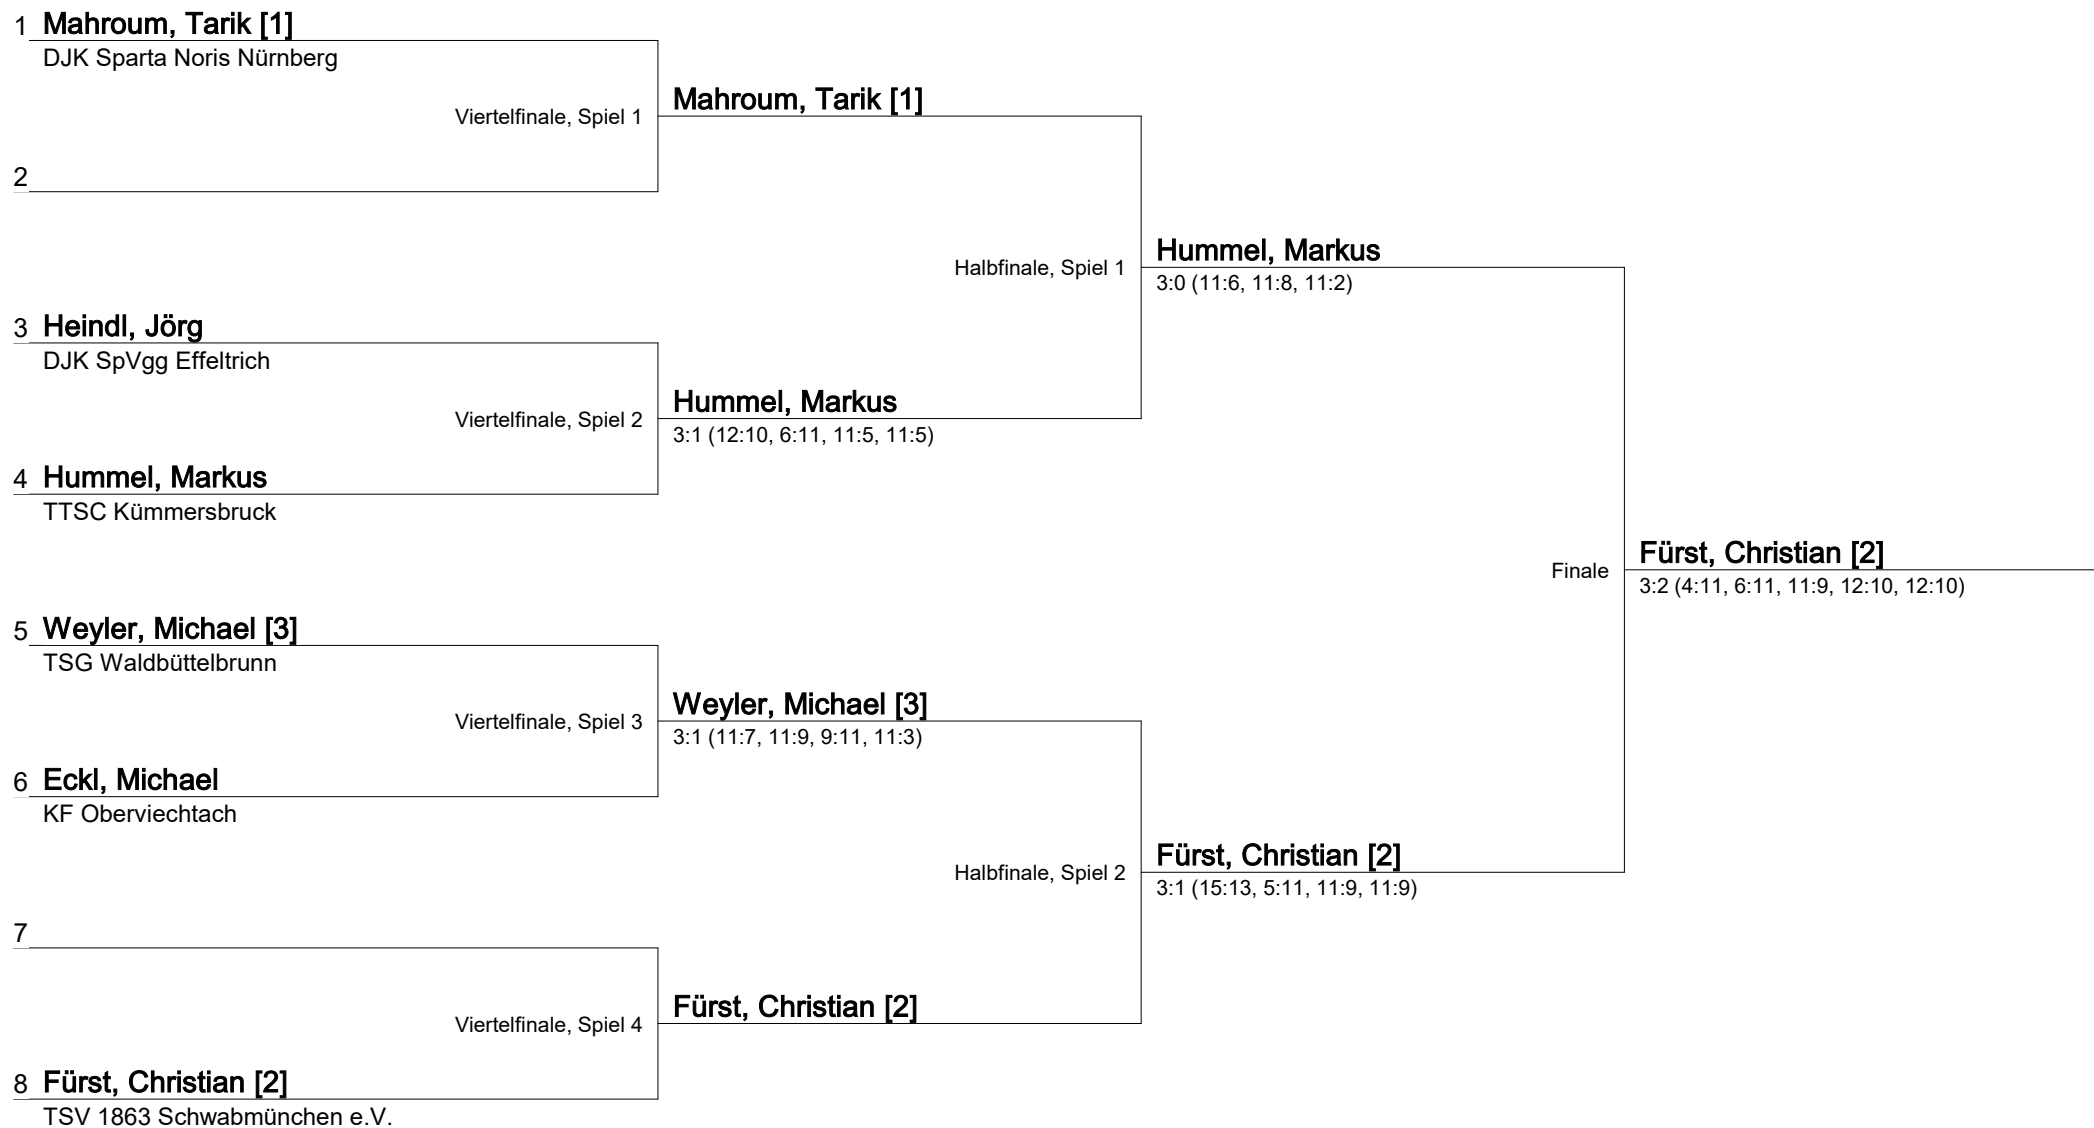 1 Mahroum, Tarik [1]
DJK Sparta Noris Nürnberg
Viertelfinale, Spiel 1
Mahroum, Tarik [1]
2
Halbfinale, Spiel 1
Hummel, Markus
3:0 (11:6, 11:8, 11:2)
3 Heindl, Jörg
DJK SpVgg Effeltrich
Viertelfinale, Spiel 2
Hummel, Markus
3:1 (12:10, 6:11, 11:5, 11:5)
4 Hummel, Markus
TTSC Kümmersbruck
Finale
Fürst, Christian [2]
3:2 (4:11, 6:11, 11:9, 12:10, 12:10)
5 Weyler, Michael [3]
TSG Waldbüttelbrunn
Viertelfinale, Spiel 3
Weyler, Michael [3]
3:1 (11:7, 11:9, 9:11, 11:3)
6 Eckl, Michael
KF Oberviechtach
Halbfinale, Spiel 2
Fürst, Christian [2]
3:1 (15:13, 5:11, 11:9, 11:9)
7
Viertelfinale, Spiel 4
Fürst, Christian [2]
8 Fürst, Christian [2]
TSV 1863 Schwabmünchen e.V.